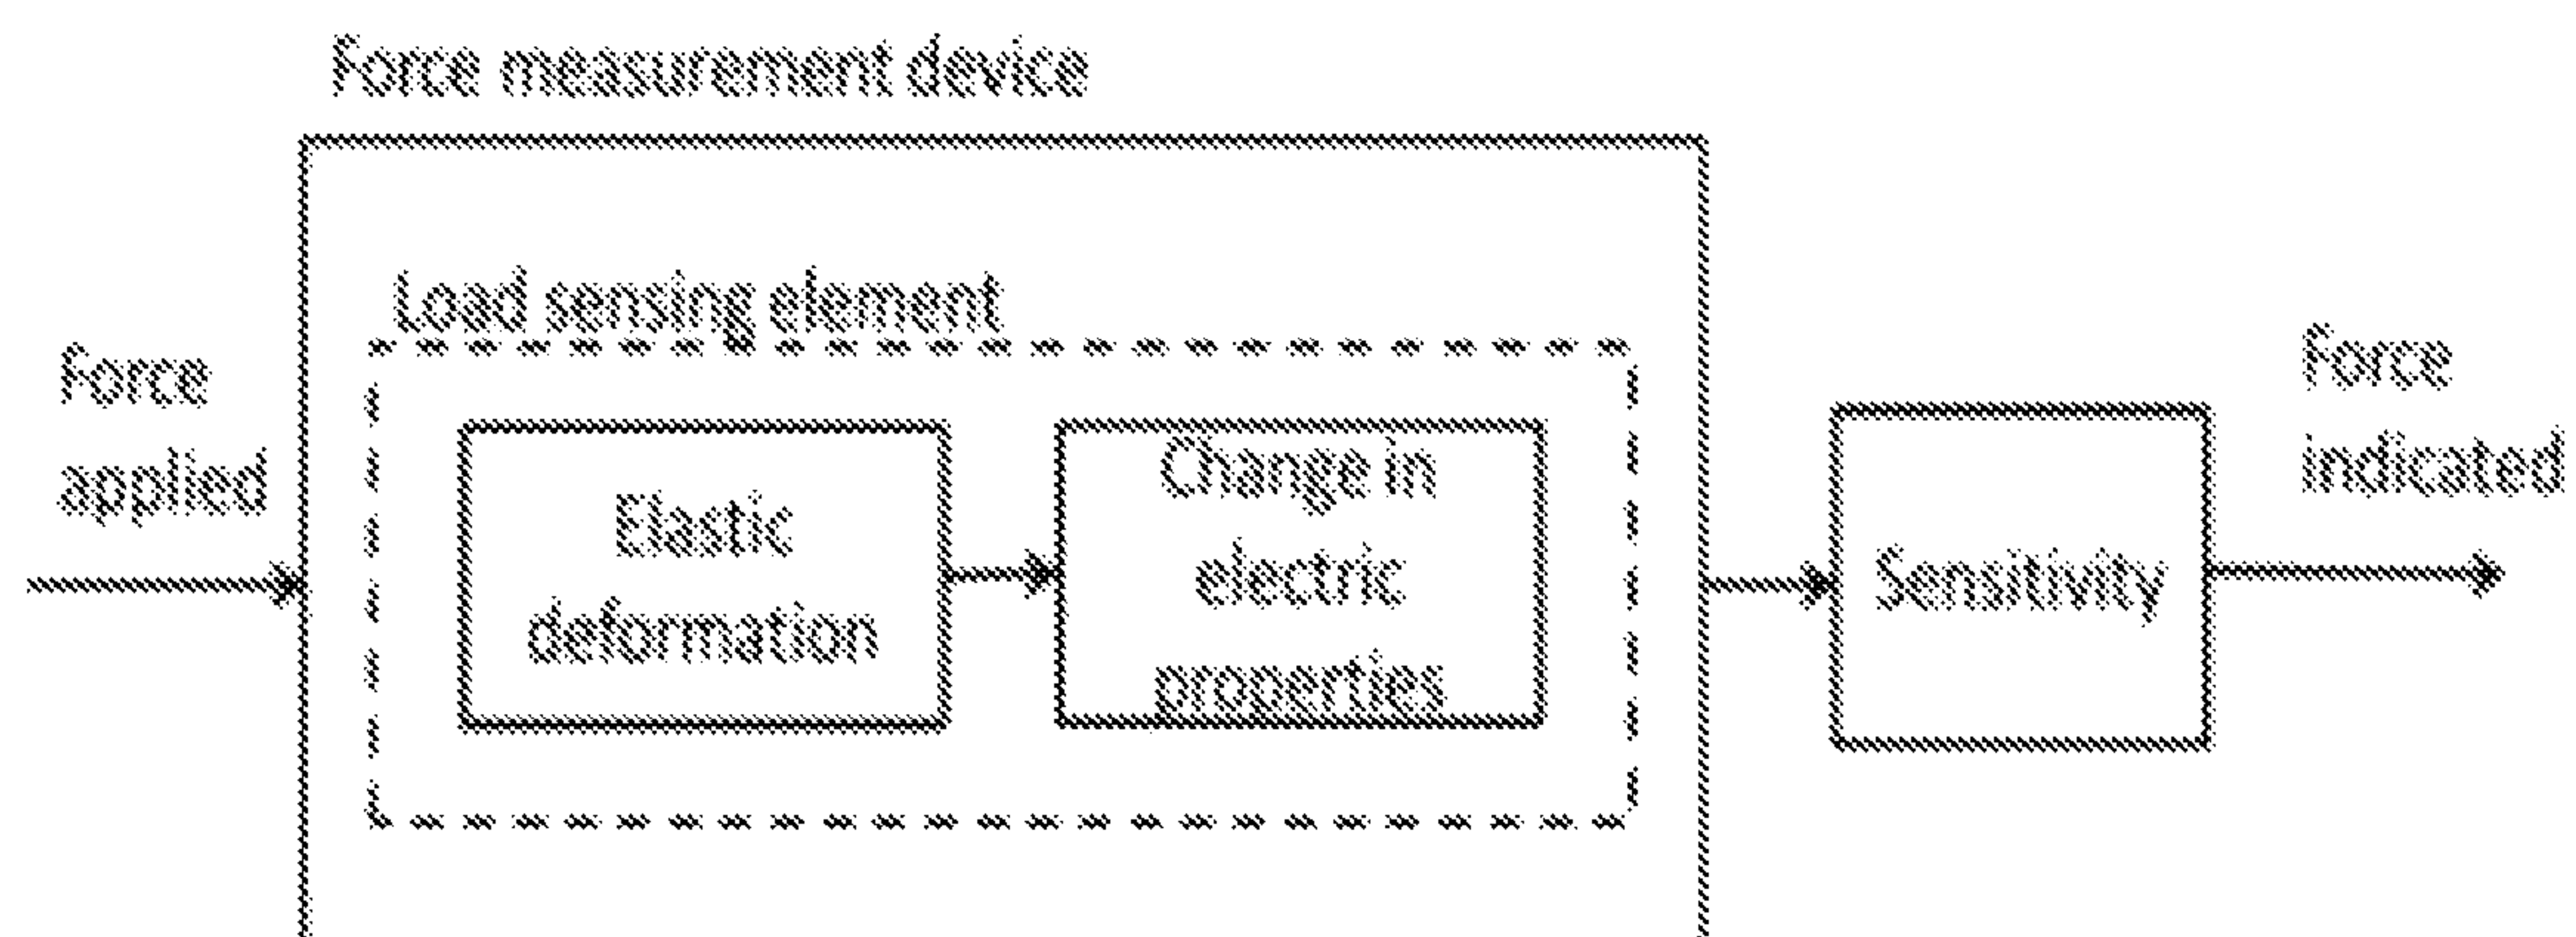 Force measurement device
Load sensing element
Force
applied
Elastic
deformation
Change in
electric
properties
Sensitivity
Force
indicated